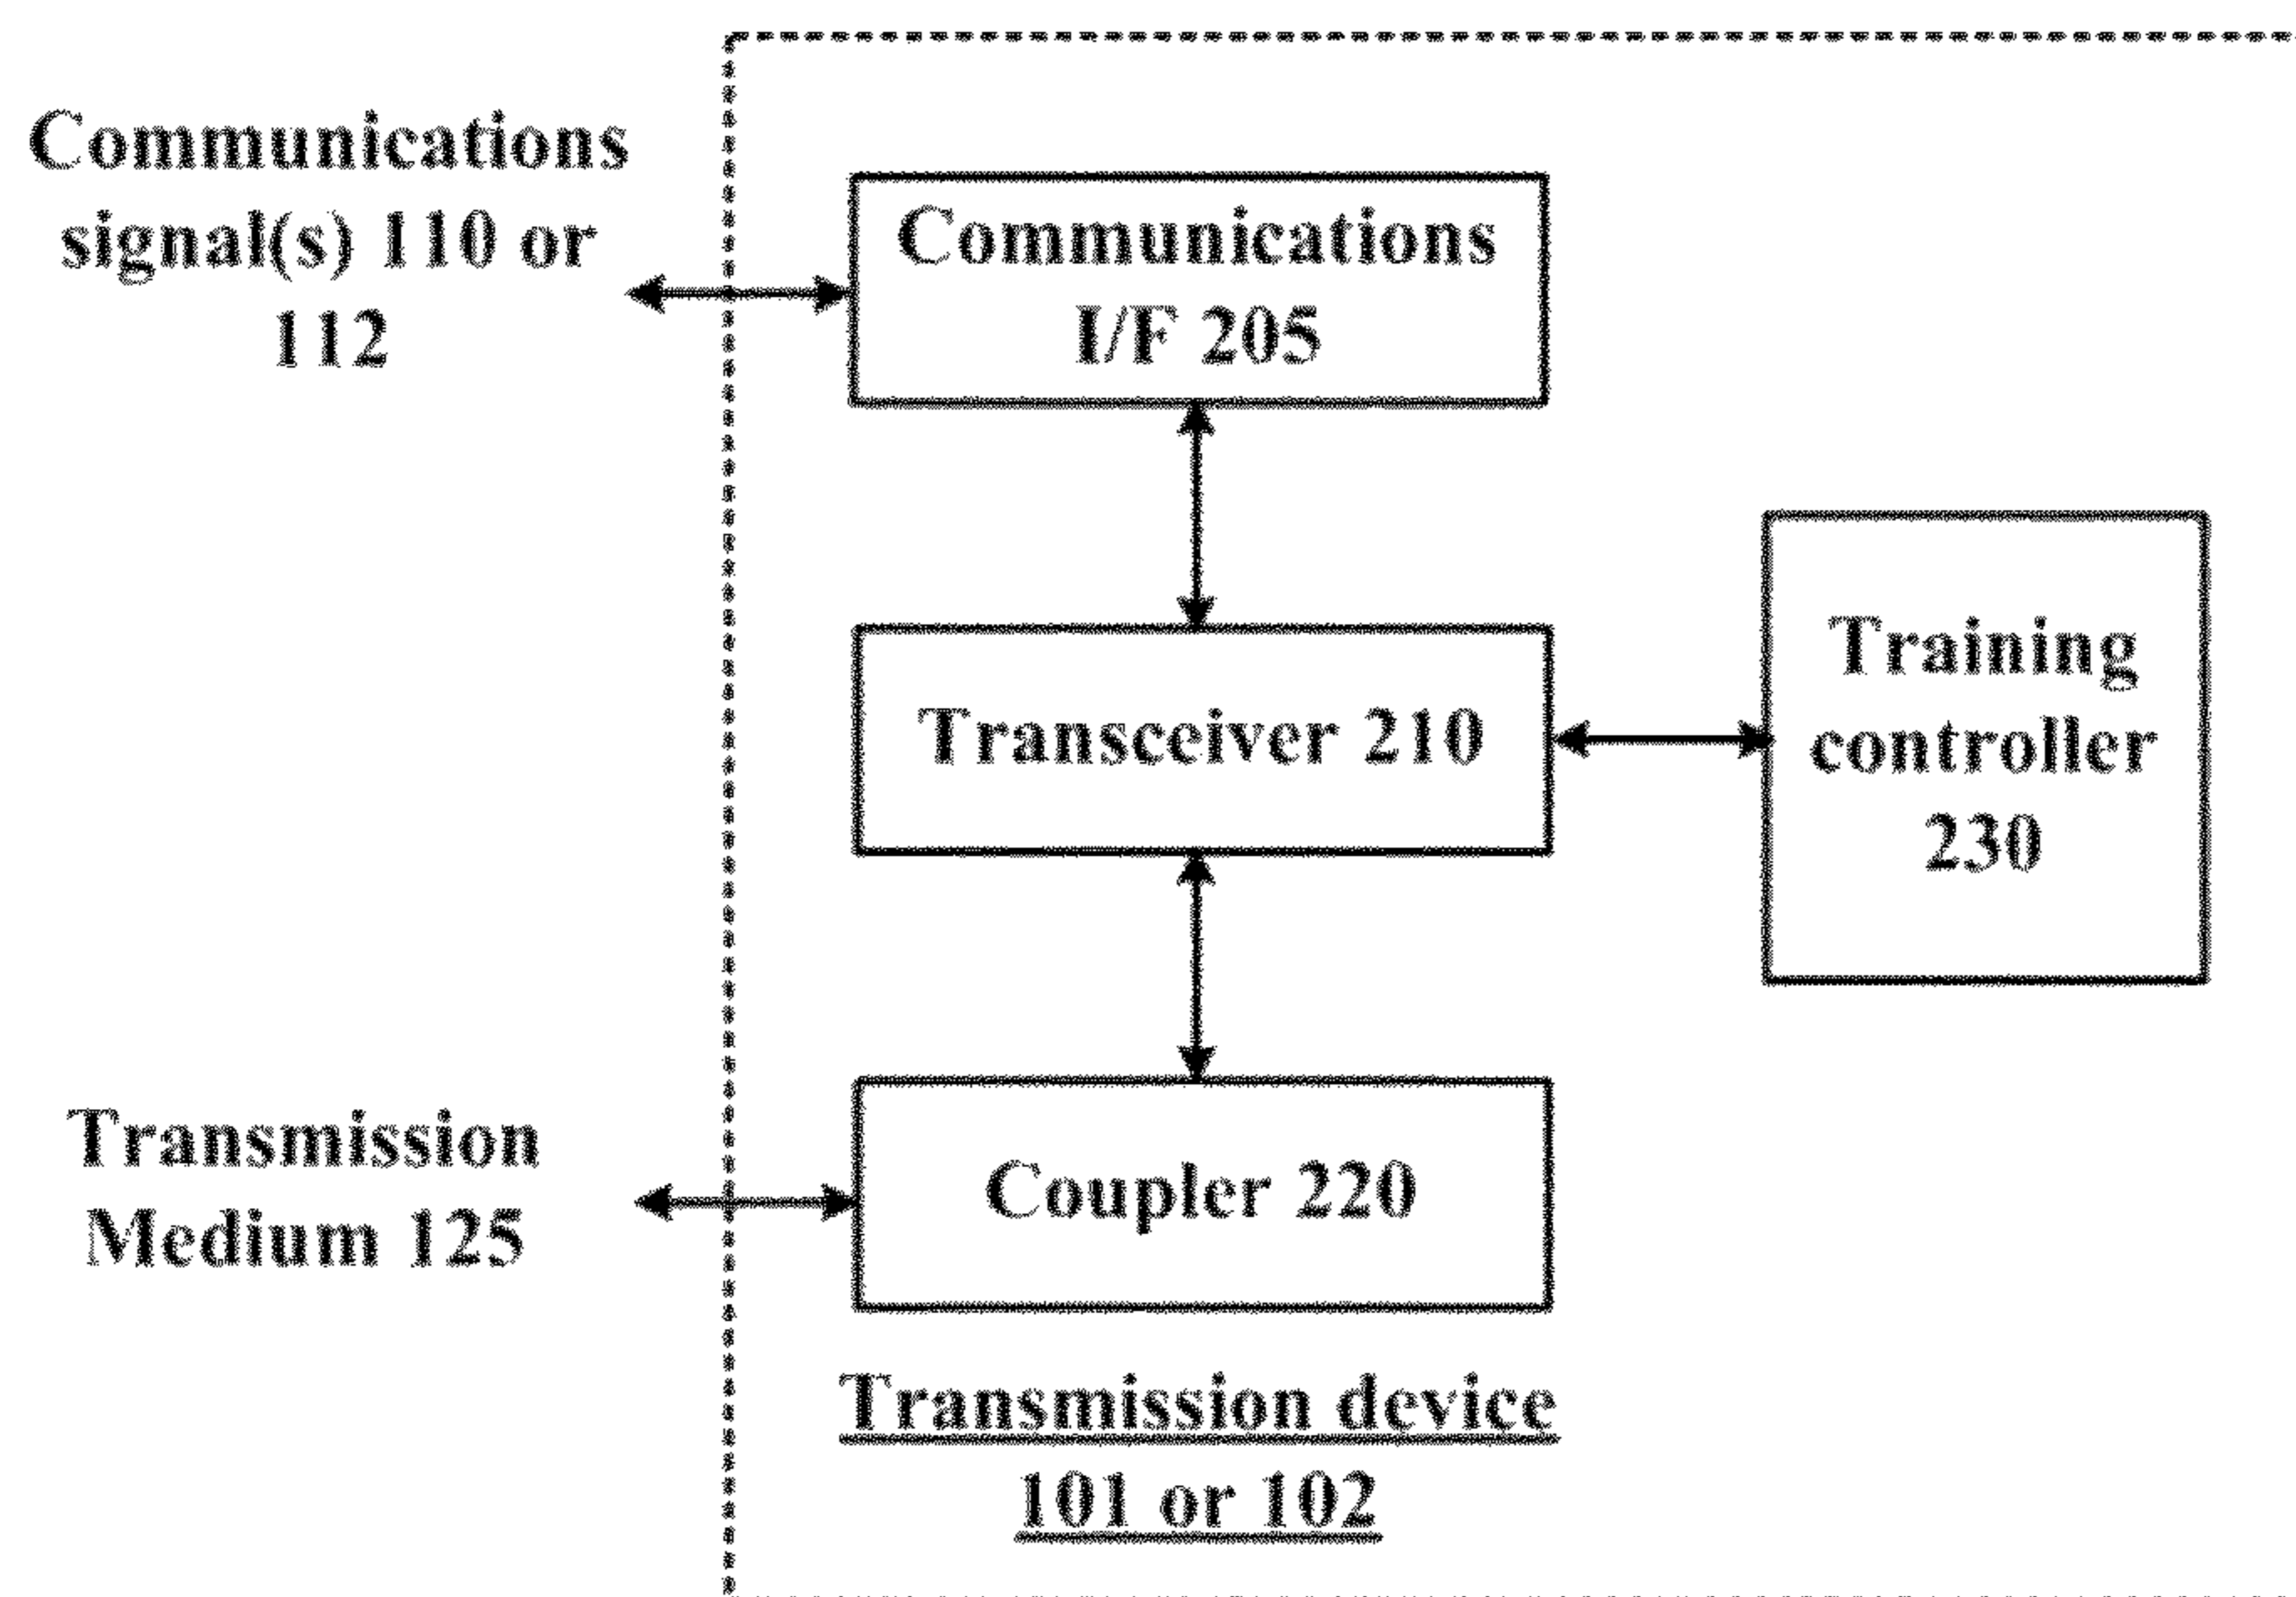 Communications
signal(s) 110 or
112
Communications
I/F 205
Transceiver 210
Training
controller
230
Transmission
Medium 125
Coupler 220
Transmission device
101 or 102